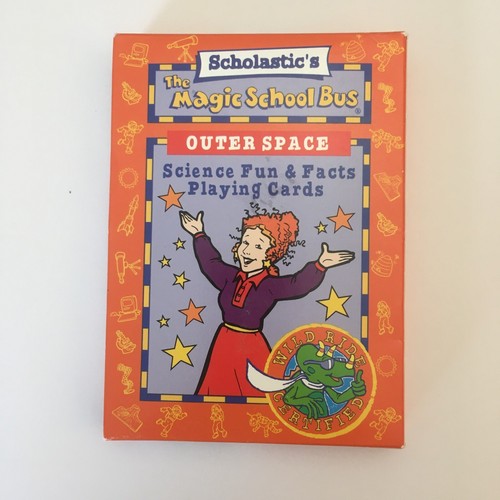 Scholastic's
The
Magic School Bus®
OUTER SPACE
Science Fun & Facts
Playing Cards
WILD RIDE
CERTIFIED